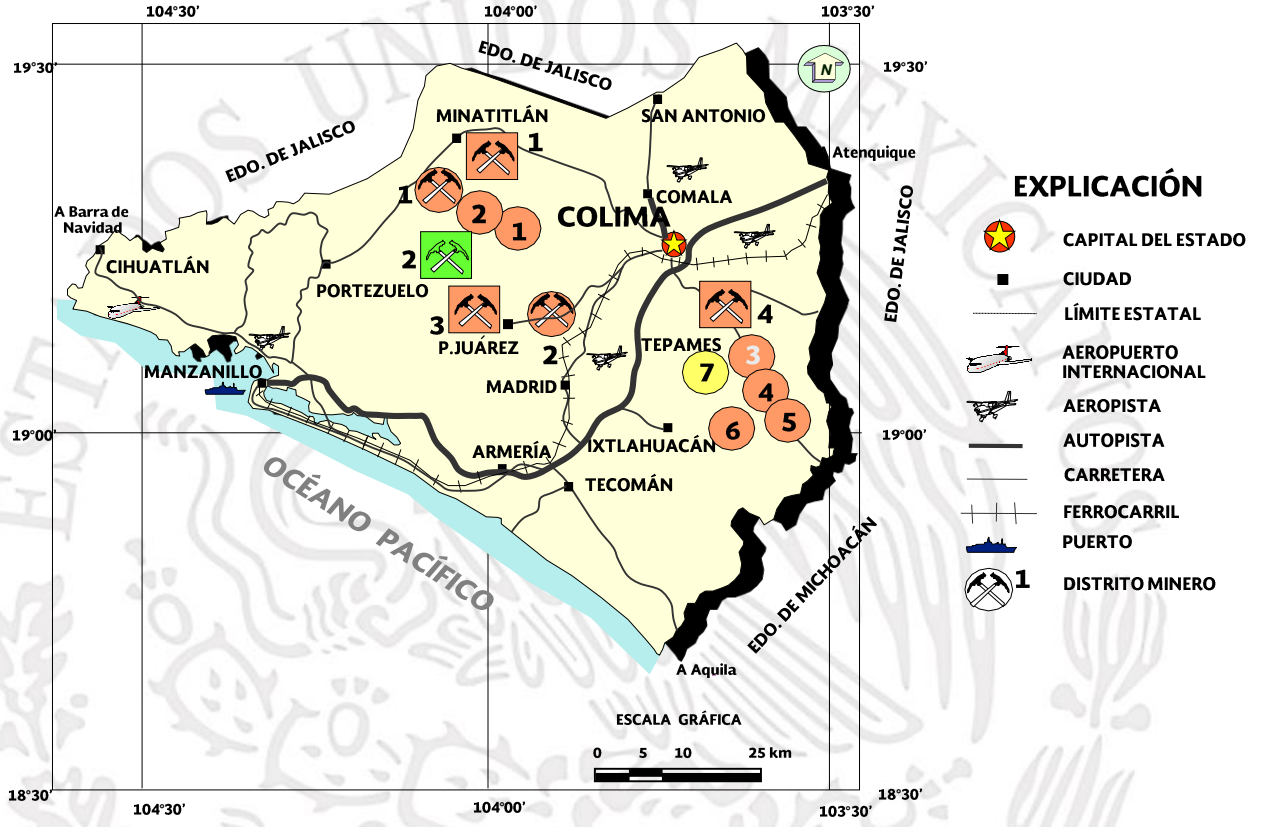 104°30'
104°00'
103°30'
19°30'
19°30'
ESTADOS UNIDOS MEXICANOS
EDO. DE JALISCO
EDO. DE JALISCO
N
MINATITLÁN
1
SAN ANTONIO
A Atenquique
1
2
1
COMALA
COLIMA
A Barra de
Navidad
CIHUATLÁN
2
PORTEZUELO
EDO. DE JALISCO
3
P.JUÁREZ
2
4
TEPAMES
3
7
4
5
6
MANZANILLO
MADRID
19°00'
19°00'
IXTLAHUACÁN
ARMERÍA
TECOMÁN
OCÉANO PACÍFICO
EDO. DE MICHOACÁN
A Aquila
ESCALA GRÁFICA
0 5 10 25 km
18°30'
18°30'
104°30'
104°00'
103°30'
EXPLICACIÓN
CAPITAL DEL ESTADO
CIUDAD
LÍMITE ESTATAL
AEROPUERTO
INTERNACIONAL
AEROPISTA
AUTOPISTA
CARRETERA
FERROCARRIL
PUERTO
1 DISTRITO MINERO